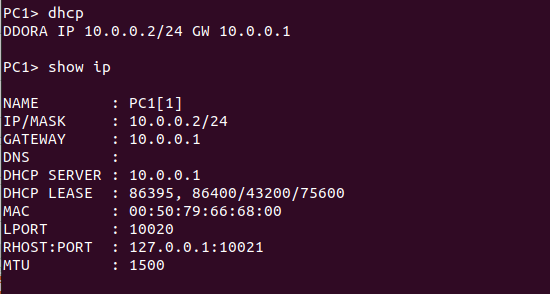 PC1> dhcp
DDORA IP 10.0.0.2/24 GW 10.0.0.1
PC1> show ip
NAME        : PC1[1]
IP/MASK     : 10.0.0.2/24
GATEWAY     : 10.0.0.1
DNS         :
DHCP SERVER : 10.0.0.1
DHCP LEASE  : 86395, 86400/43200/75600
MAC         : 00:50:79:66:68:00
LPORT       : 10020
RHOST:PORT  : 127.0.0.1:10021
MTU         : 1500